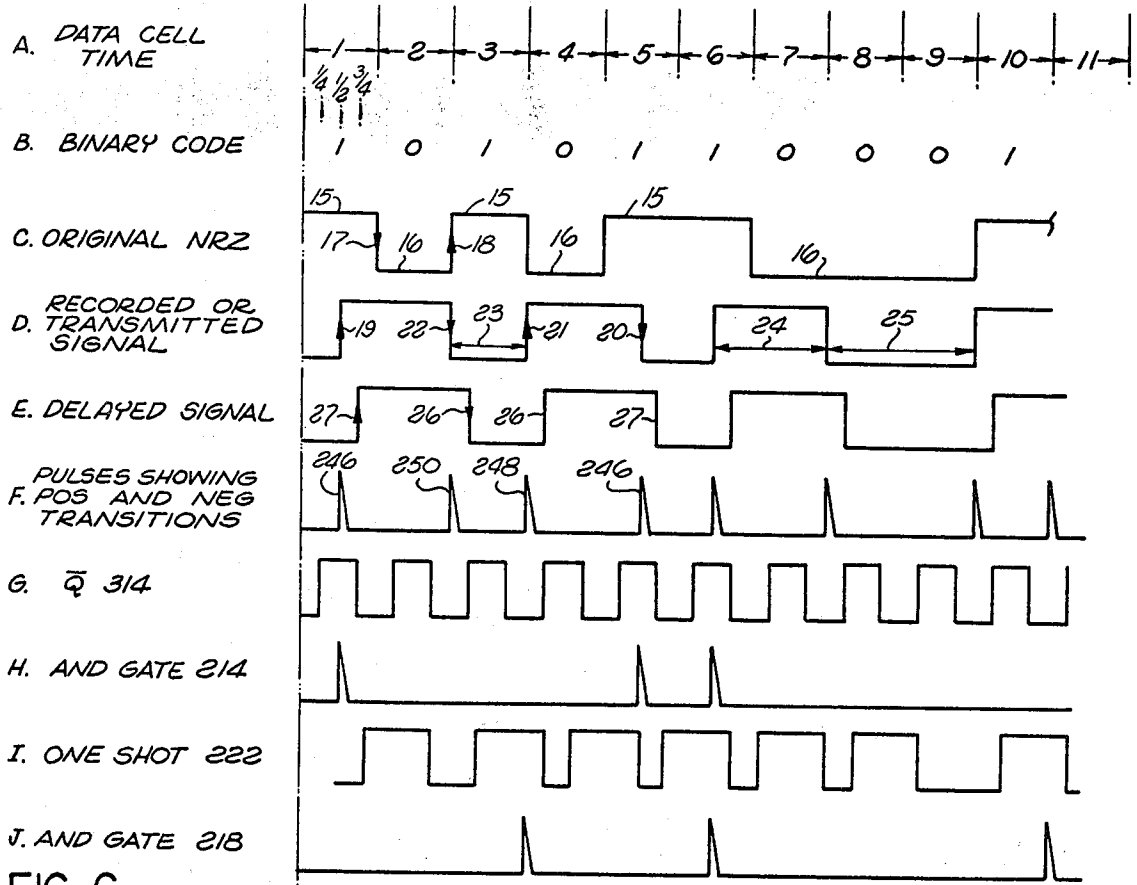 A. DATA CELL TIME
1 2 3 4 5 6 7 8 9 10 11
1/4 1/2 3/4
B. BINARY CODE 1 0 1 0 1 1 0 0 0 1
15 15 15
C. ORIGINAL NRZ
17 16 18 16 16
D. RECORDED OR TRANSMITTED SIGNAL
19 22 23 21 20 24 25
E. DELAYED SIGNAL
27 26 26 27
F. PULSES SHOWING POS AND NEG TRANSITIONS
246 250 248 246
G. Q̅ 314
H. AND GATE 214
I. ONE SHOT 222
J. AND GATE 218